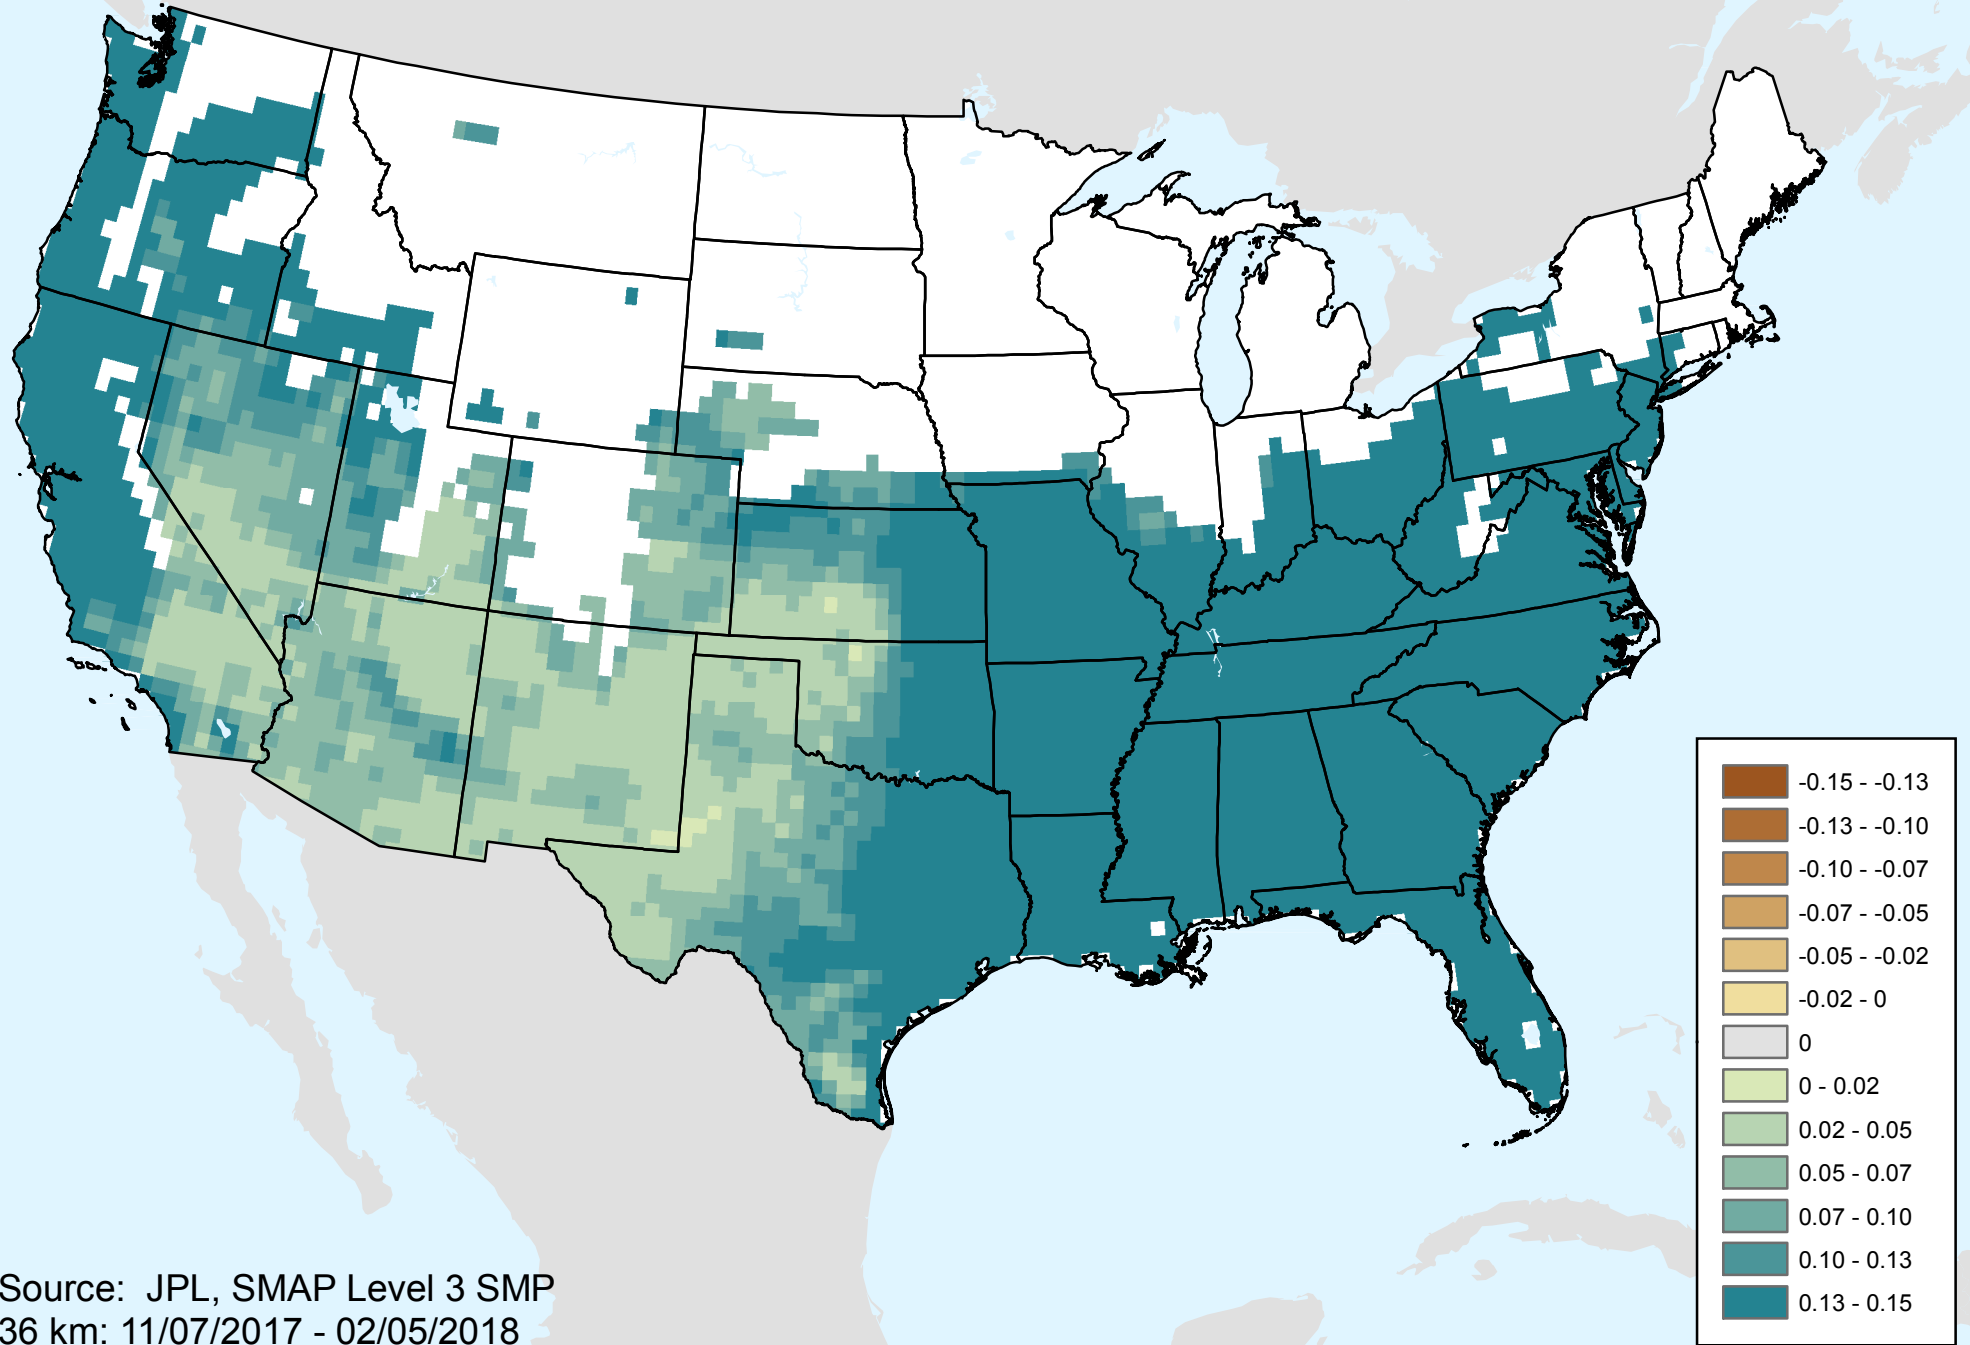 -0.15 - -0.13
-0.13 - -0.10
-0.10 - -0.07
-0.07 - -0.05
-0.05 - -0.02
-0.02 - 0
0
0 - 0.02
0.02 - 0.05
0.05 - 0.07
0.07 - 0.10
0.10 - 0.13
0.13 - 0.15
Source: JPL, SMAP Level 3 SMP
36 km: 11/07/2017 - 02/05/2018